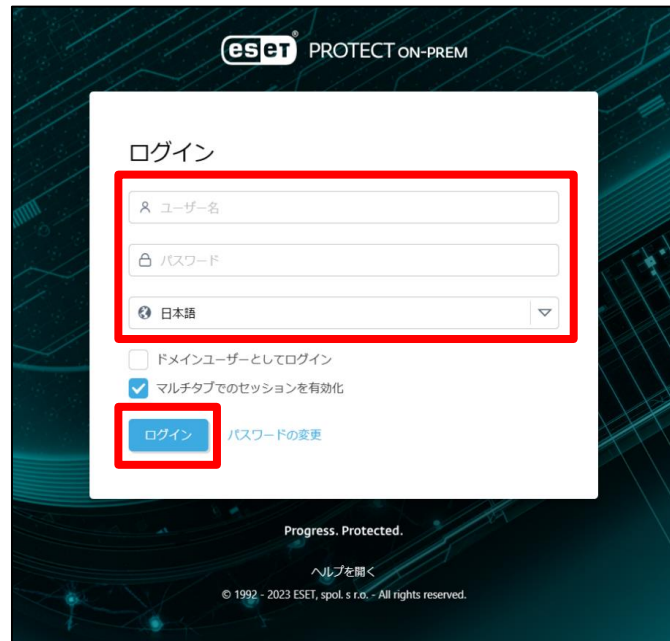 eset® PROTECT ON-PREM
ログイン
ユーザー名
パスワード
日本語
ドメインユーザーとしてログイン
マルチタブでのセッションを有効化
ログイン パスワードの変更
Progress. Protected.
ヘルプを開く
© 1992 - 2023 ESET, spol. s r.o. - All rights reserved.